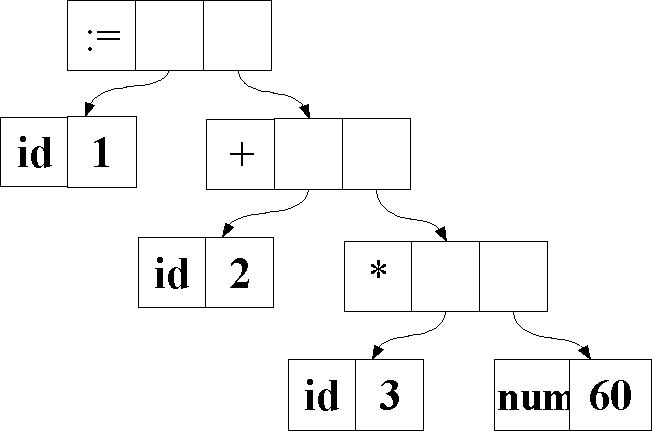 :=
id 1
+
id 2
*
id 3
num 60